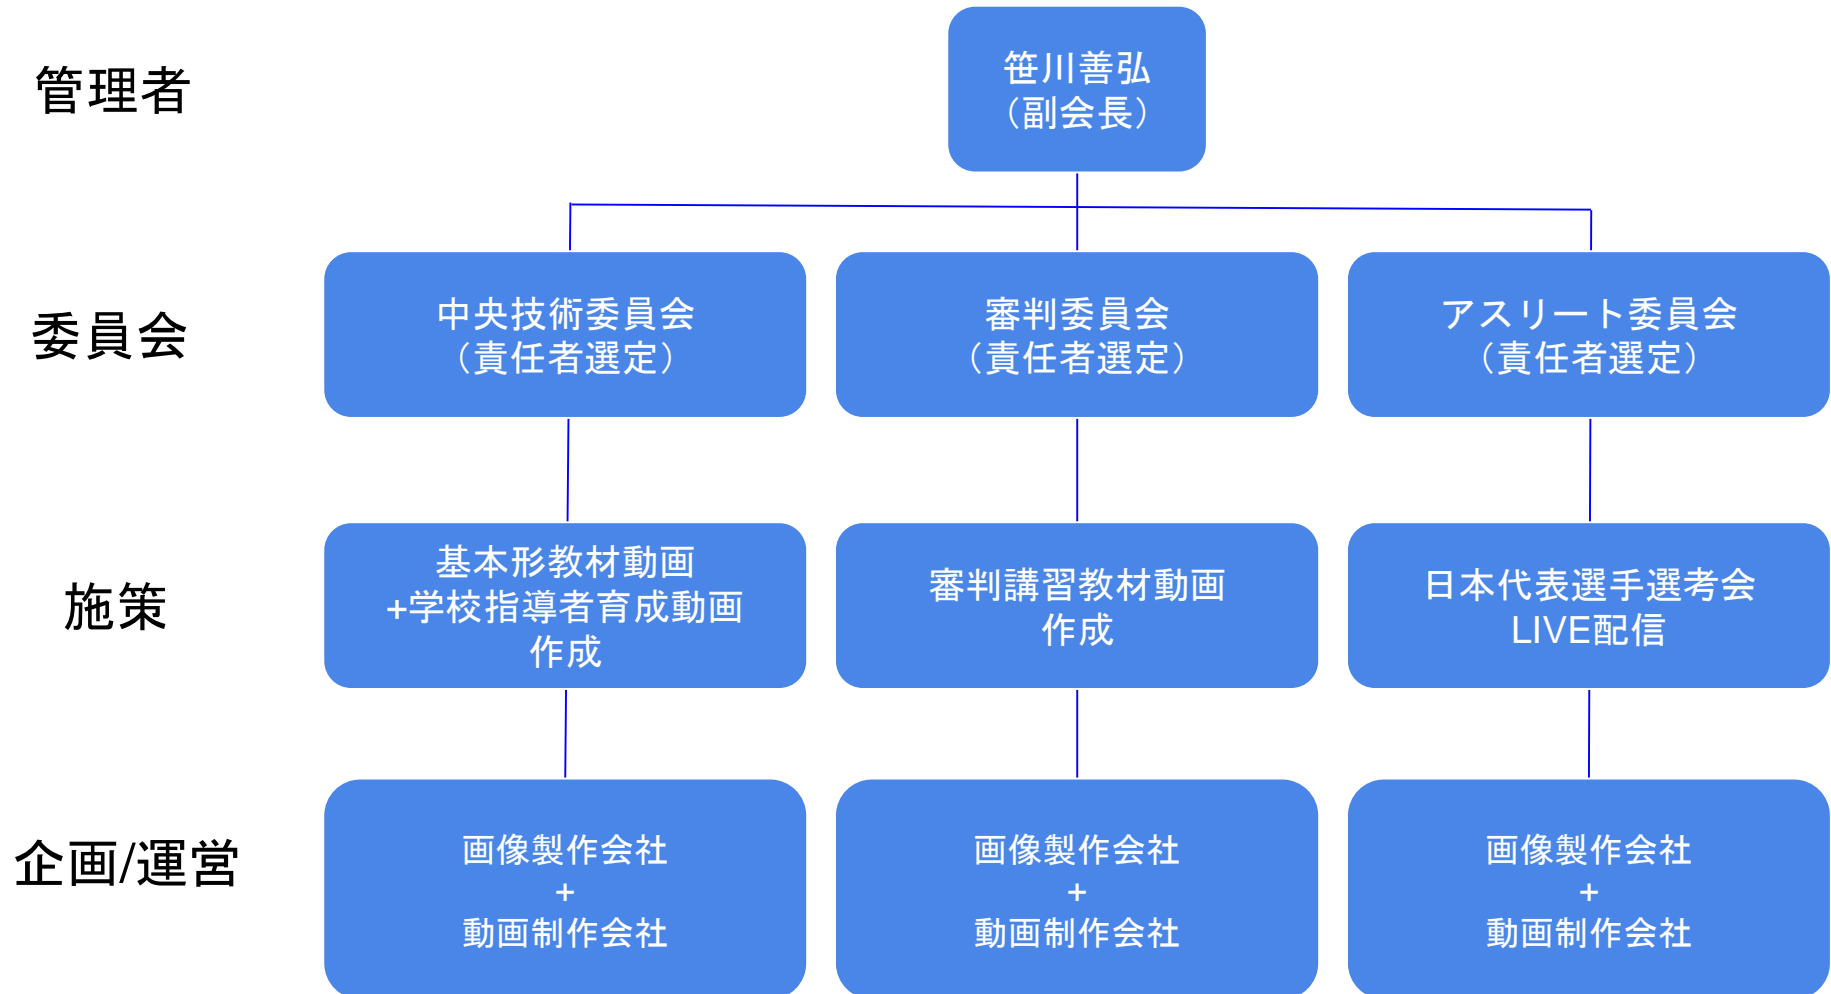 管理者
笹川善弘
（副会長）
委員会
中央技術委員会
（責任者選定）
審判委員会
（責任者選定）
アスリート委員会
（責任者選定）
施策
基本形教材動画
+学校指導者育成動画
作成
審判講習教材動画
作成
日本代表選手選考会
LIVE配信
企画/運営
画像製作会社
+
動画制作会社
画像製作会社
+
動画制作会社
画像製作会社
+
動画制作会社